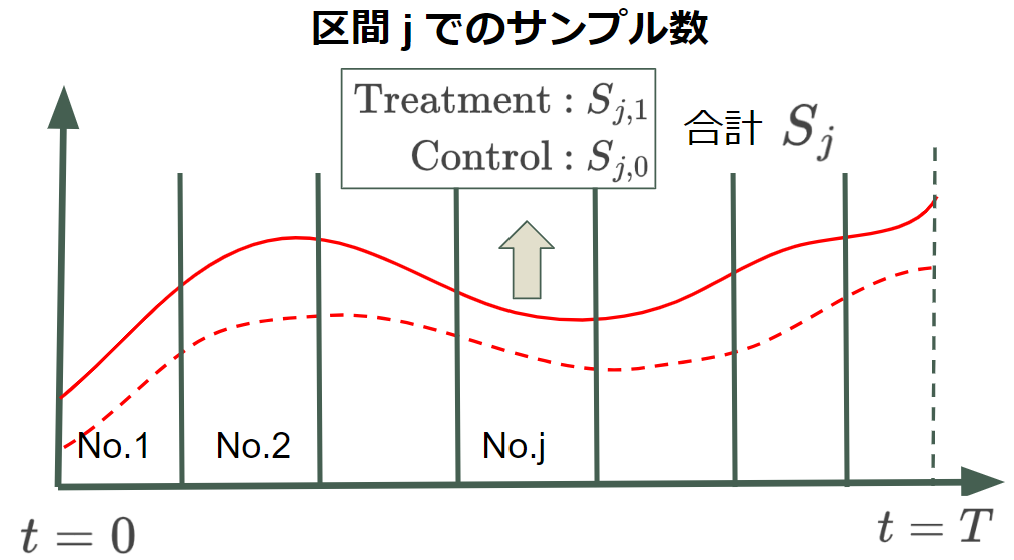 区間 j でのサンプル数
Treatment : S_{j,1}
Control : S_{j,0}
合計 S_j
No.1
No.2
No.j
t = 0
t = T